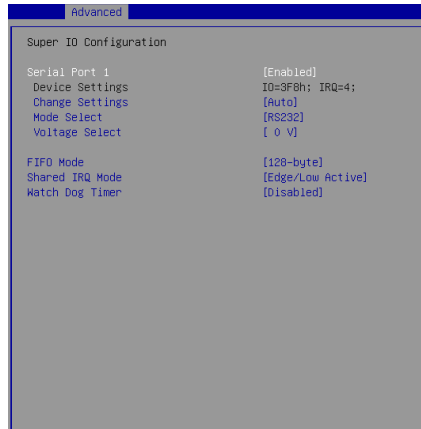 Advanced
Super IO Configuration
Serial Port 1 [Enabled]
Device Settings IO=3F8h; IRQ=4;
Change Settings [Auto]
Mode Select [RS232]
Voltage Select [ 0 V]
FIFO Mode [128-byte]
Shared IRQ Mode [Edge/Low Active]
Watch Dog Timer [Disabled]